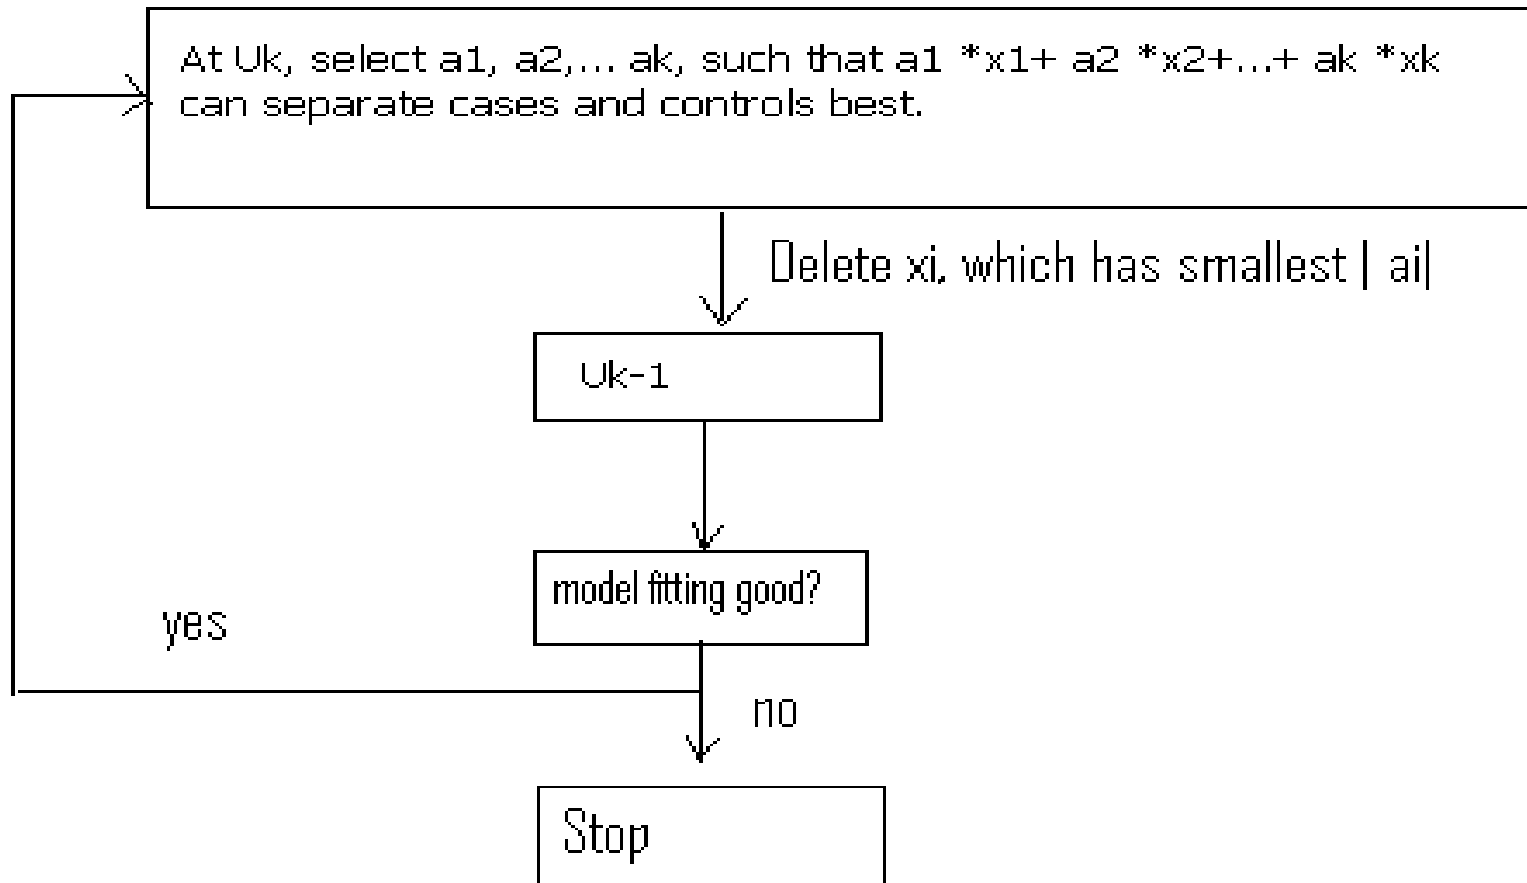 At Uk, select a1, a2,... ak, such that a1 *x1+ a2 *x2+...+ ak *xk
can separate cases and controls best.
Delete xi, which has smallest | ai|
Uk-1
model fitting good?
yes
no
Stop